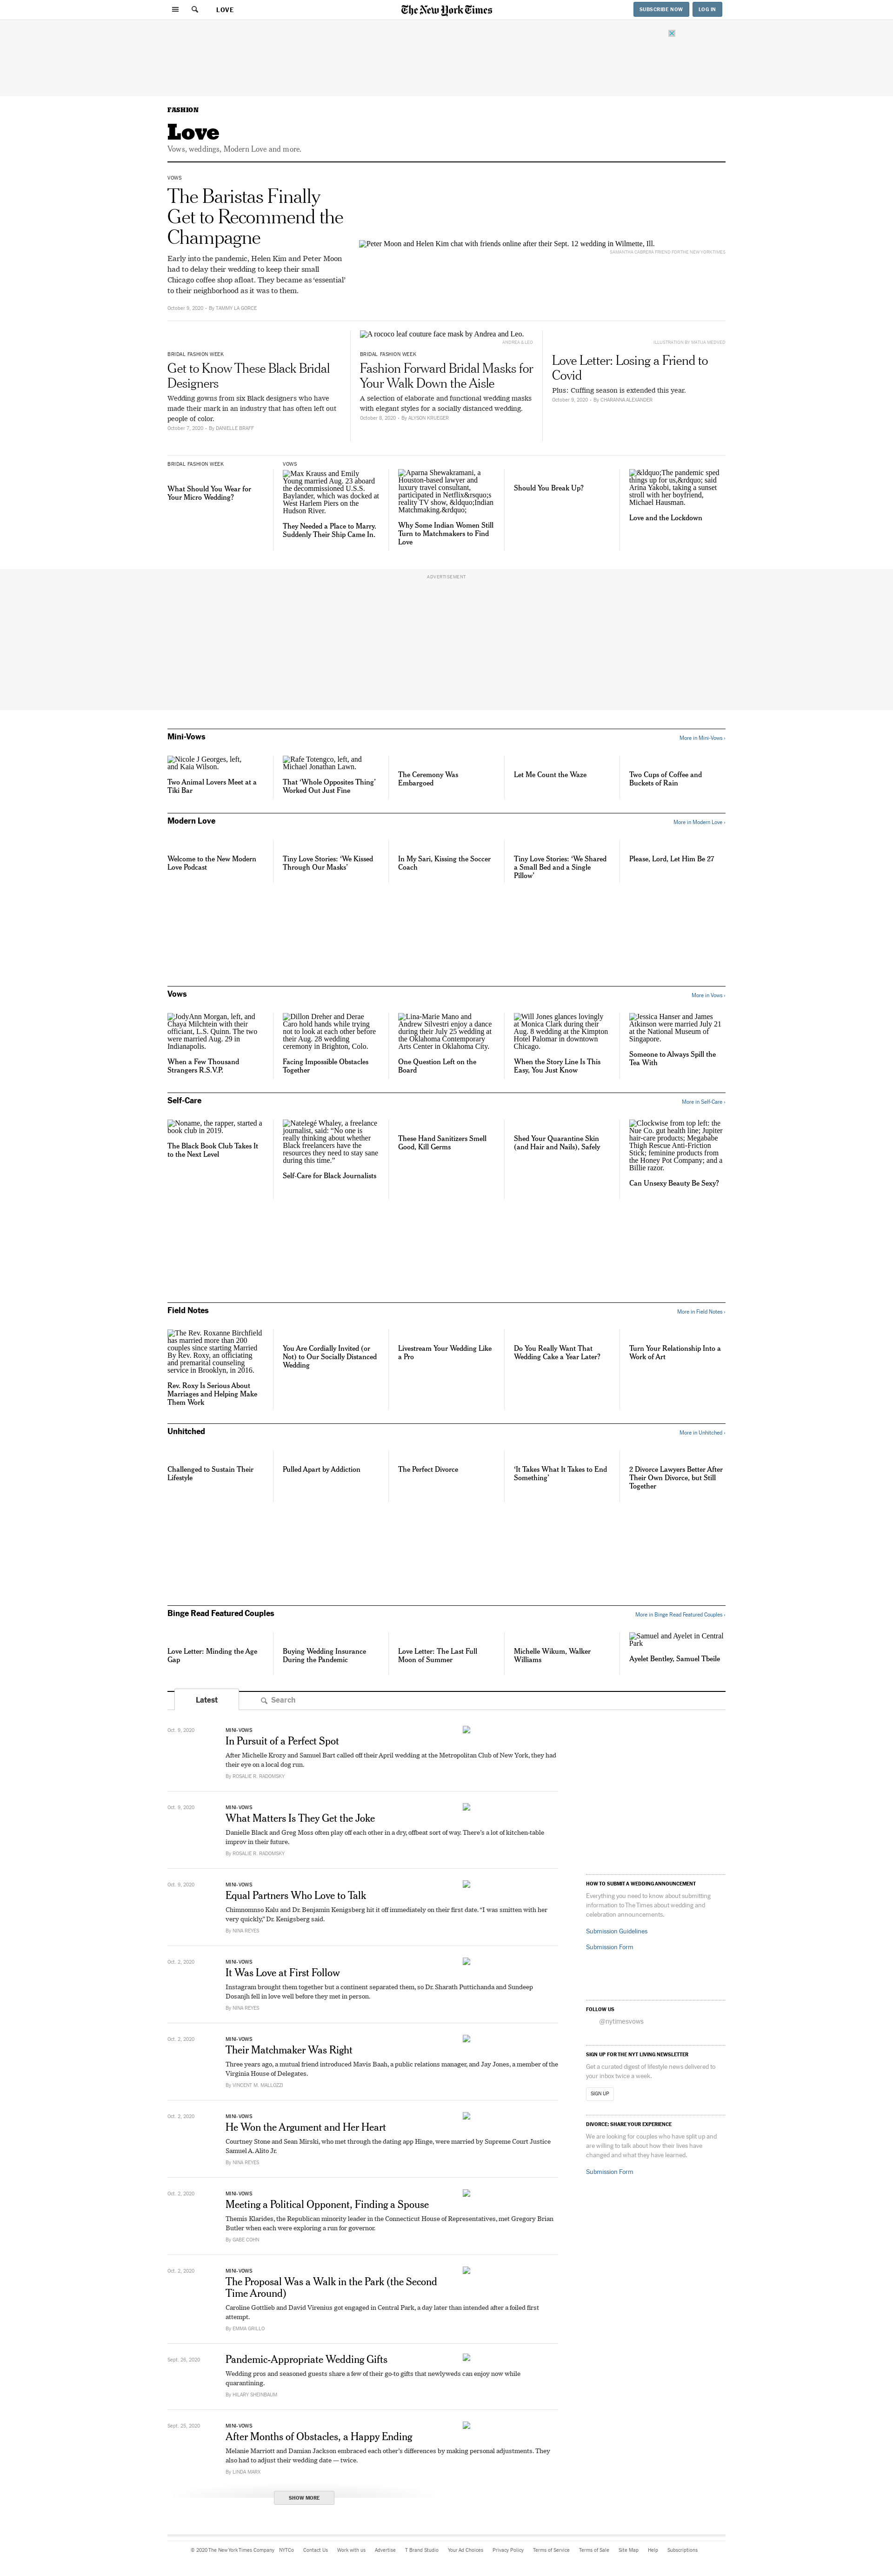 LOVE
The New York Times
SUBSCRIBE NOW
LOG IN
FASHION
Love
Vows, weddings, Modern Love and more.
VOWS
The Baristas Finally
Get to Recommend the
Champagne
Early into the pandemic, Helen Kim and Peter Moon
had to delay their wedding to keep their small
Chicago coffee shop afloat. They became as ‘essential’
to their neighborhood as it was to them.
October 9, 2020 - By TAMMY LA GORCE
Peter Moon and Helen Kim chat with friends online after their Sept. 12 wedding in Wilmette, Ill.
SAMANTHA CABRERA FRIEND FOR THE NEW YORK TIMES
BRIDAL FASHION WEEK
Get to Know These Black Bridal
Designers
Wedding gowns from six Black designers who have
made their mark in an industry that has often left out
people of color.
October 7, 2020 - By DANIELLE BRAFF
A rococo leaf couture face mask by Andrea and Leo.
ANDREA & LEO
BRIDAL FASHION WEEK
Fashion Forward Bridal Masks for
Your Walk Down the Aisle
A selection of elaborate and functional wedding masks
with elegant styles for a socially distanced wedding.
October 8, 2020 - By ALYSON KRUEGER
ILLUSTRATION BY MATIJA MEDVED
Love Letter: Losing a Friend to
Covid
Plus: Cuffing season is extended this year.
October 9, 2020 - By CHARANNA ALEXANDER
BRIDAL FASHION WEEK
What Should You Wear for
Your Micro Wedding?
VOWS
Max Krauss and Emily
Young married Aug. 23 aboard
the decommissioned U.S.S.
Baylander, which was docked at
West Harlem Piers on the
Hudson River.
They Needed a Place to Marry.
Suddenly Their Ship Came In.
Aparna Shewakramani, a
Houston-based lawyer and
luxury travel consultant,
participated in Netflix&rsquo;s
reality TV show, &ldquo;Indian
Matchmaking.&rdquo;
Why Some Indian Women Still
Turn to Matchmakers to Find
Love
Should You Break Up?
&ldquo;The pandemic sped
things up for us,&rdquo; said
Arina Yakobi, taking a sunset
stroll with her boyfriend,
Michael Hausman.
Love and the Lockdown
ADVERTISEMENT
Mini-Vows
More in Mini-Vows ›
Nicole J Georges, left,
and Kaia Wilson.
Two Animal Lovers Meet at a
Tiki Bar
Rafe Totengco, left, and
Michael Jonathan Lawn.
That ‘Whole Opposites Thing’
Worked Out Just Fine
The Ceremony Was
Embargoed
Let Me Count the Waze
Two Cups of Coffee and
Buckets of Rain
Modern Love
More in Modern Love ›
Welcome to the New Modern
Love Podcast
Tiny Love Stories: ‘We Kissed
Through Our Masks’
In My Sari, Kissing the Soccer
Coach
Tiny Love Stories: ‘We Shared
a Small Bed and a Single
Pillow’
Please, Lord, Let Him Be 27
Vows
More in Vows ›
JodyAnn Morgan, left, and
Chaya Milchtein with their
officiant, L.S. Quinn. The two
were married Aug. 29 in
Indianapolis.
When a Few Thousand
Strangers R.S.V.P.
Dillon Dreher and Derae
Caro hold hands while trying
not to look at each other before
their Aug. 28 wedding
ceremony in Brighton, Colo.
Facing Impossible Obstacles
Together
Lina-Marie Mano and
Andrew Silvestri enjoy a dance
during their July 25 wedding at
the Oklahoma Contemporary
Arts Center in Oklahoma City.
One Question Left on the
Board
Will Jones glances lovingly
at Monica Clark during their
Aug. 8 wedding at the Kimpton
Hotel Palomar in downtown
Chicago.
When the Story Line Is This
Easy, You Just Know
Jessica Hanser and James
Atkinson were married July 21
at the National Museum of
Singapore.
Someone to Always Spill the
Tea With
Self-Care
More in Self-Care ›
Noname, the rapper, started a
book club in 2019.
The Black Book Club Takes It
to the Next Level
Natelegé Whaley, a freelance
journalist, said: “No one is
really thinking about whether
Black freelancers have the
resources they need to stay sane
during this time.”
Self-Care for Black Journalists
These Hand Sanitizers Smell
Good, Kill Germs
Shed Your Quarantine Skin
(and Hair and Nails), Safely
Clockwise from top left: the
Nue Co. gut health line; Jupiter
hair-care products; Megababe
Thigh Rescue Anti-Friction
Stick; feminine products from
the Honey Pot Company; and a
Billie razor.
Can Unsexy Beauty Be Sexy?
Field Notes
More in Field Notes ›
The Rev. Roxanne Birchfield
has married more than 200
couples since starting Married
By Rev. Roxy, an officiating
and premarital counseling
service in Brooklyn, in 2016.
Rev. Roxy Is Serious About
Marriages and Helping Make
Them Work
You Are Cordially Invited (or
Not) to Our Socially Distanced
Wedding
Livestream Your Wedding Like
a Pro
Do You Really Want That
Wedding Cake a Year Later?
Turn Your Relationship Into a
Work of Art
Unhitched
More in Unhitched ›
Challenged to Sustain Their
Lifestyle
Pulled Apart by Addiction
The Perfect Divorce
‘It Takes What It Takes to End
Something’
2 Divorce Lawyers Better After
Their Own Divorce, but Still
Together
Binge Read Featured Couples
More in Binge Read Featured Couples ›
Love Letter: Minding the Age
Gap
Buying Wedding Insurance
During the Pandemic
Love Letter: The Last Full
Moon of Summer
Michelle Wikum, Walker
Williams
Samuel and Ayelet in Central
Park
Ayelet Bentley, Samuel Tbeile
Latest
Search
Oct. 9, 2020
MINI-VOWS
In Pursuit of a Perfect Spot
After Michelle Krozy and Samuel Bart called off their April wedding at the Metropolitan Club of New York, they had
their eye on a local dog run.
By ROSALIE R. RADOMSKY
Oct. 9, 2020
MINI-VOWS
What Matters Is They Get the Joke
Danielle Black and Greg Moss often play off each other in a dry, offbeat sort of way. There’s a lot of kitchen-table
improv in their future.
By ROSALIE R. RADOMSKY
Oct. 9, 2020
MINI-VOWS
Equal Partners Who Love to Talk
Chinnomnso Kalu and Dr. Benjamin Kenigsberg hit it off immediately on their first date. “I was smitten with her
very quickly,” Dr. Kenigsberg said.
By NINA REYES
Oct. 2, 2020
MINI-VOWS
It Was Love at First Follow
Instagram brought them together but a continent separated them, so Dr. Sharath Puttichanda and Sundeep
Dosanjh fell in love well before they met in person.
By NINA REYES
Oct. 2, 2020
MINI-VOWS
Their Matchmaker Was Right
Three years ago, a mutual friend introduced Mavis Baah, a public relations manager, and Jay Jones, a member of the
Virginia House of Delegates.
By VINCENT M. MALLOZZI
Oct. 2, 2020
MINI-VOWS
He Won the Argument and Her Heart
Courtney Stone and Sean Mirski, who met through the dating app Hinge, were married by Supreme Court Justice
Samuel A. Alito Jr.
By NINA REYES
Oct. 2, 2020
MINI-VOWS
Meeting a Political Opponent, Finding a Spouse
Themis Klarides, the Republican minority leader in the Connecticut House of Representatives, met Gregory Brian
Butler when each were exploring a run for governor.
By GABE COHN
Oct. 2, 2020
MINI-VOWS
The Proposal Was a Walk in the Park (the Second
Time Around)
Caroline Gottlieb and David Virenius got engaged in Central Park, a day later than intended after a foiled first
attempt.
By EMMA GRILLO
Sept. 26, 2020
Pandemic-Appropriate Wedding Gifts
Wedding pros and seasoned guests share a few of their go-to gifts that newlyweds can enjoy now while
quarantining.
By HILARY SHEINBAUM
Sept. 25, 2020
MINI-VOWS
After Months of Obstacles, a Happy Ending
Melanie Marriott and Damian Jackson embraced each other’s differences by making personal adjustments. They
also had to adjust their wedding date — twice.
By LINDA MARX
SHOW MORE
HOW TO SUBMIT A WEDDING ANNOUNCEMENT
Everything you need to know about submitting
information to The Times about wedding and
celebration announcements.
Submission Guidelines
Submission Form
FOLLOW US
@nytimesvows
SIGN UP FOR THE NYT LIVING NEWSLETTER
Get a curated digest of lifestyle news delivered to
your inbox twice a week.
SIGN UP
DIVORCE: SHARE YOUR EXPERIENCE
We are looking for couples who have split up and
are willing to talk about how their lives have
changed and what they have learned.
Submission Form
© 2020 The New York Times Company NYTCo Contact Us Work with us Advertise T Brand Studio Your Ad Choices Privacy Policy Terms of Service Terms of Sale Site Map Help Subscriptions